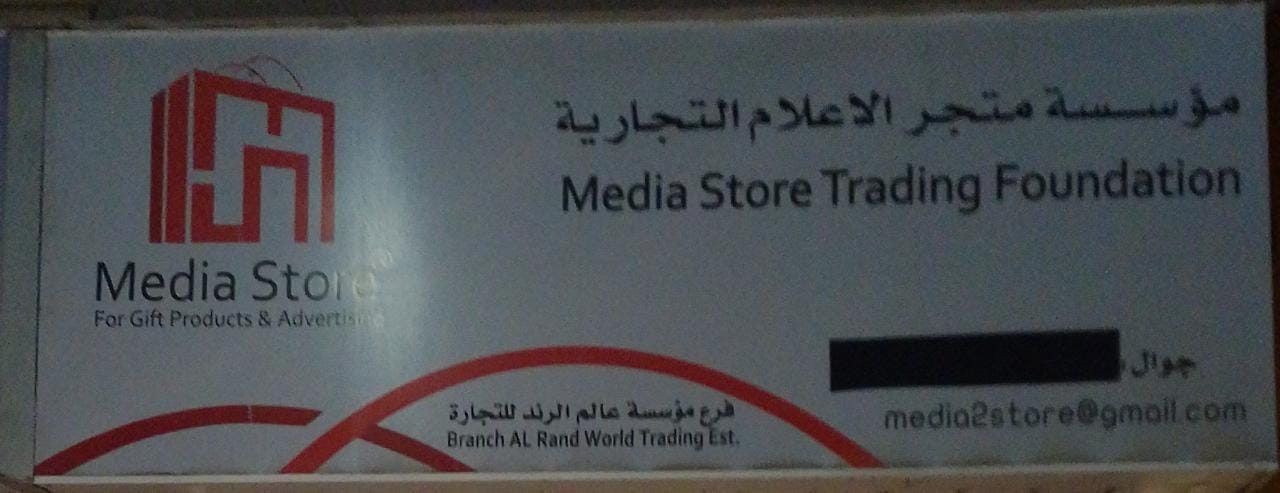 مؤسسة متجر الاعلام التجارية
Media Store Trading Foundation
Media Store
For Gift Products & Advertising
جوال
media2store@gmail.com
فرع مؤسسة عالم الرند للتجارة
Branch AL Rand World Trading Est.